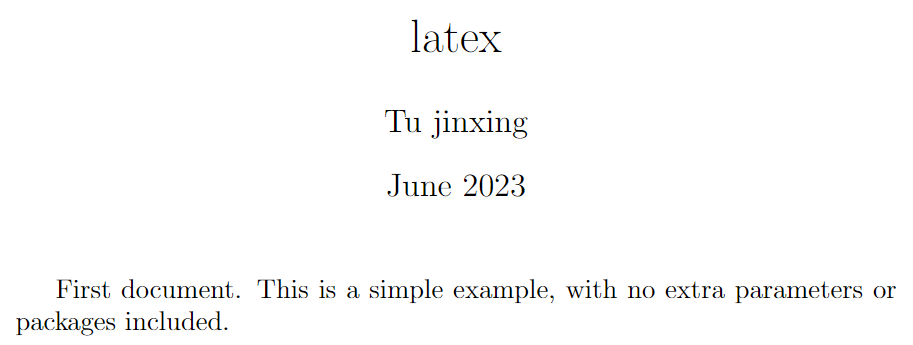 latex
Tu jinxing
June 2023
First document. This is a simple example, with no extra parameters or
packages included.